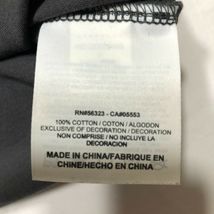 RN#56323 - CA#05553
100% COTTON / COTON / ALGODON
EXCLUSIVE OF DECORATION / DECORATION
NON COMPRISE / NO INCLUYE LA
DECORACION
MADE IN CHINA/FABRIQUE EN
CHINE/HECHO EN CHINA